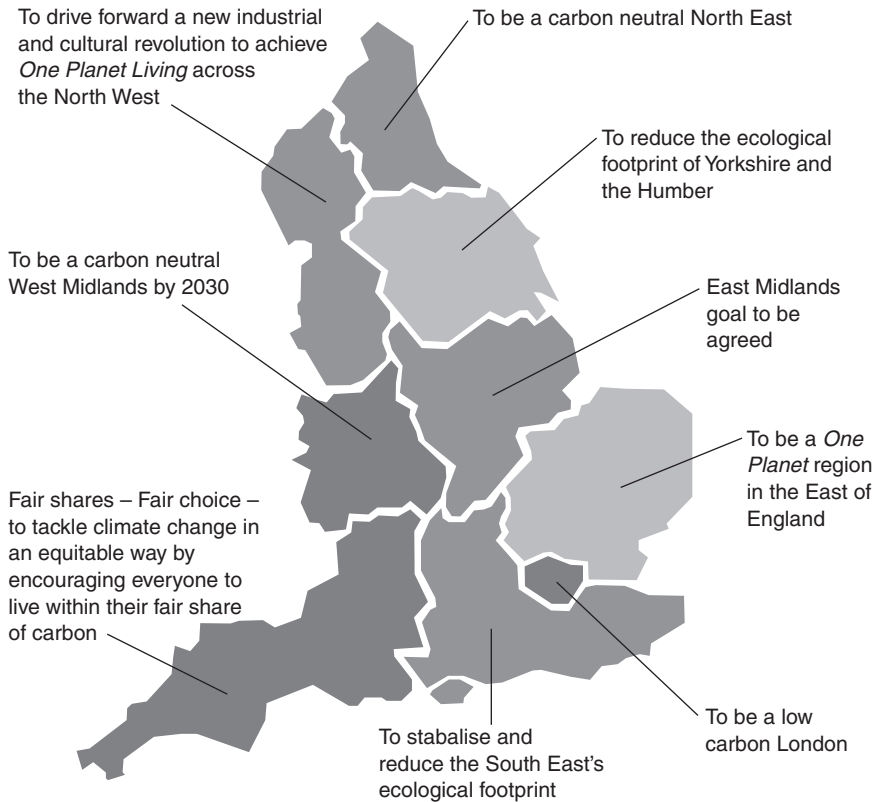 To drive forward a new industrial
and cultural revolution to achieve
One Planet Living across
the North West
To be a carbon neutral North East
To reduce the ecological
footprint of Yorkshire and
the Humber
To be a carbon neutral
West Midlands by 2030
East Midlands
goal to be
agreed
To be a One
Planet region
in the East of
England
Fair shares – Fair choice –
to tackle climate change in
an equitable way by
encouraging everyone to
live within their fair share
of carbon
To be a low
carbon London
To stabalise and
reduce the South East's
ecological footprint